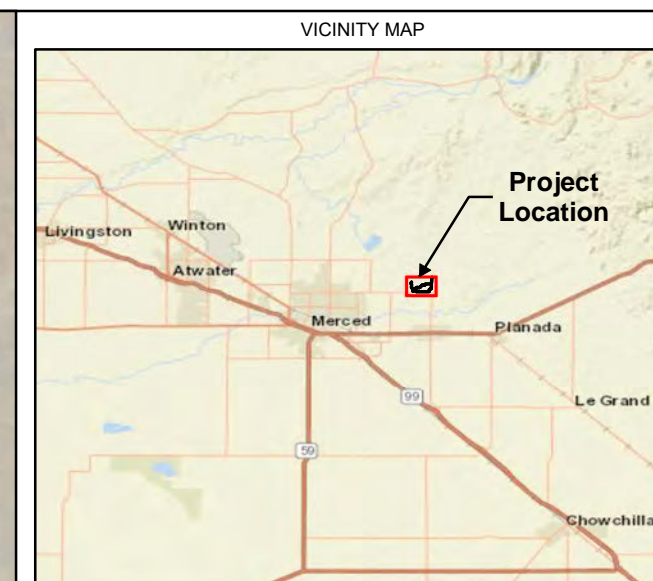 VICINITY MAP
Project
Location
Livingston
Winton
Atwater
Merced
Planada
Le Grand
99
59
Chowchilla